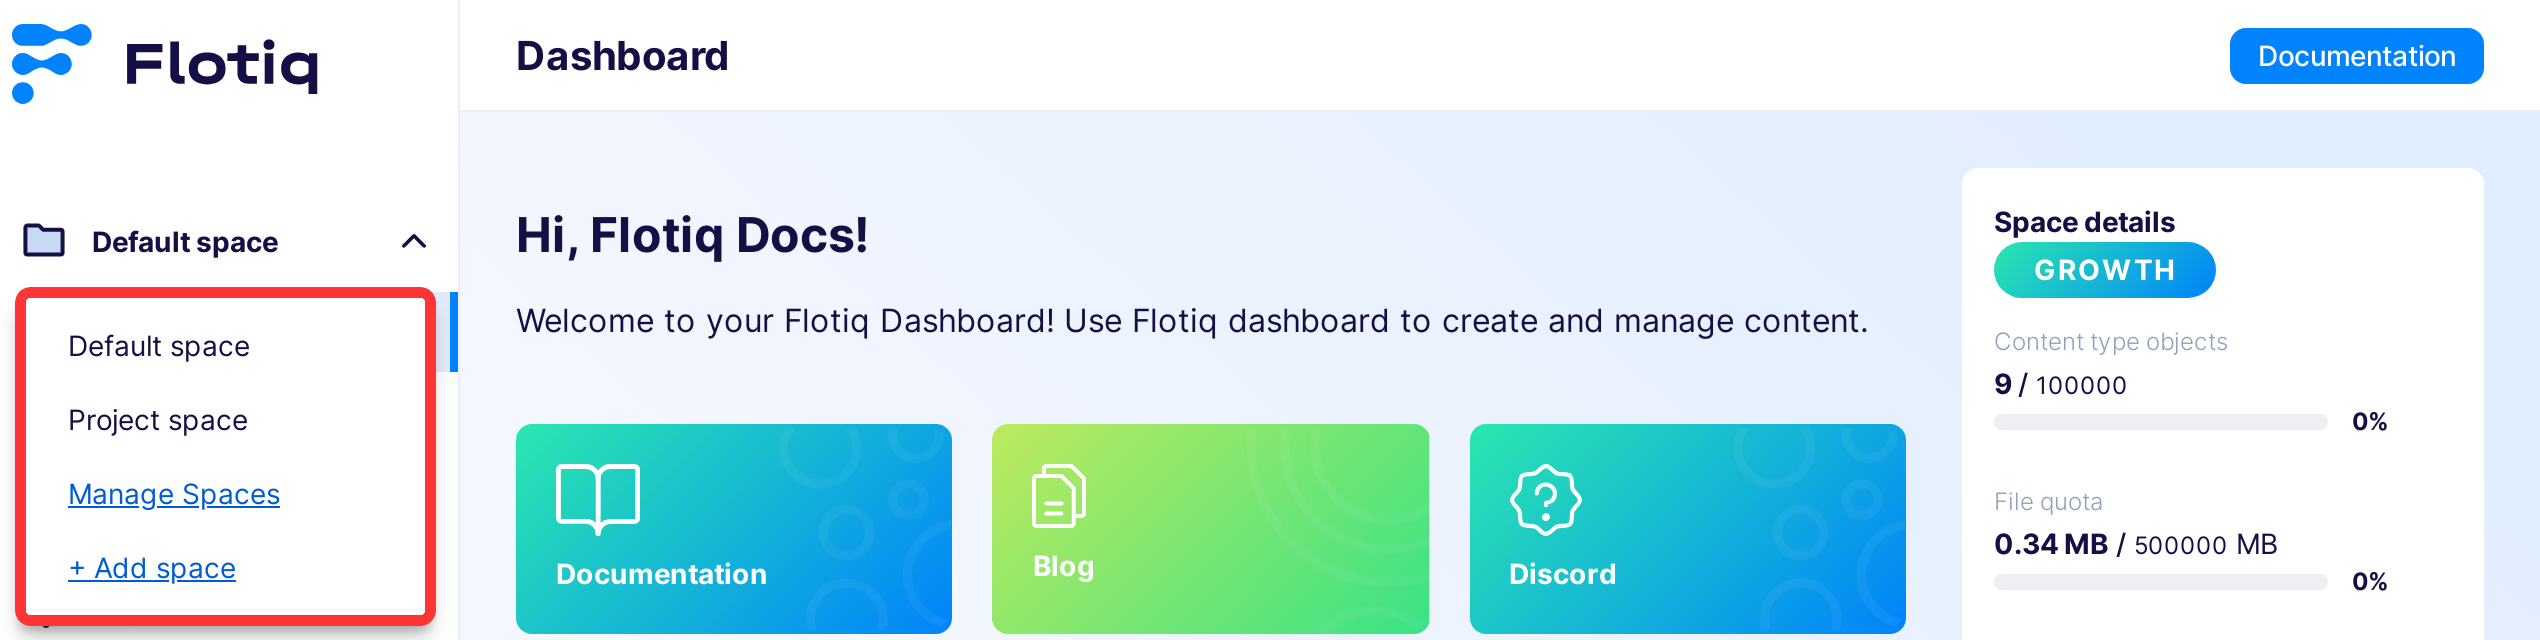 Flotiq
Default space
Default space
Project space
Manage Spaces
+ Add space
Dashboard
Documentation
Hi, Flotiq Docs!
Welcome to your Flotiq Dashboard! Use Flotiq dashboard to create and manage content.
Documentation
Blog
Discord
Space details
GROWTH
Content type objects
9 / 100000
0%
File quota
0.34 MB / 500000 MB
0%